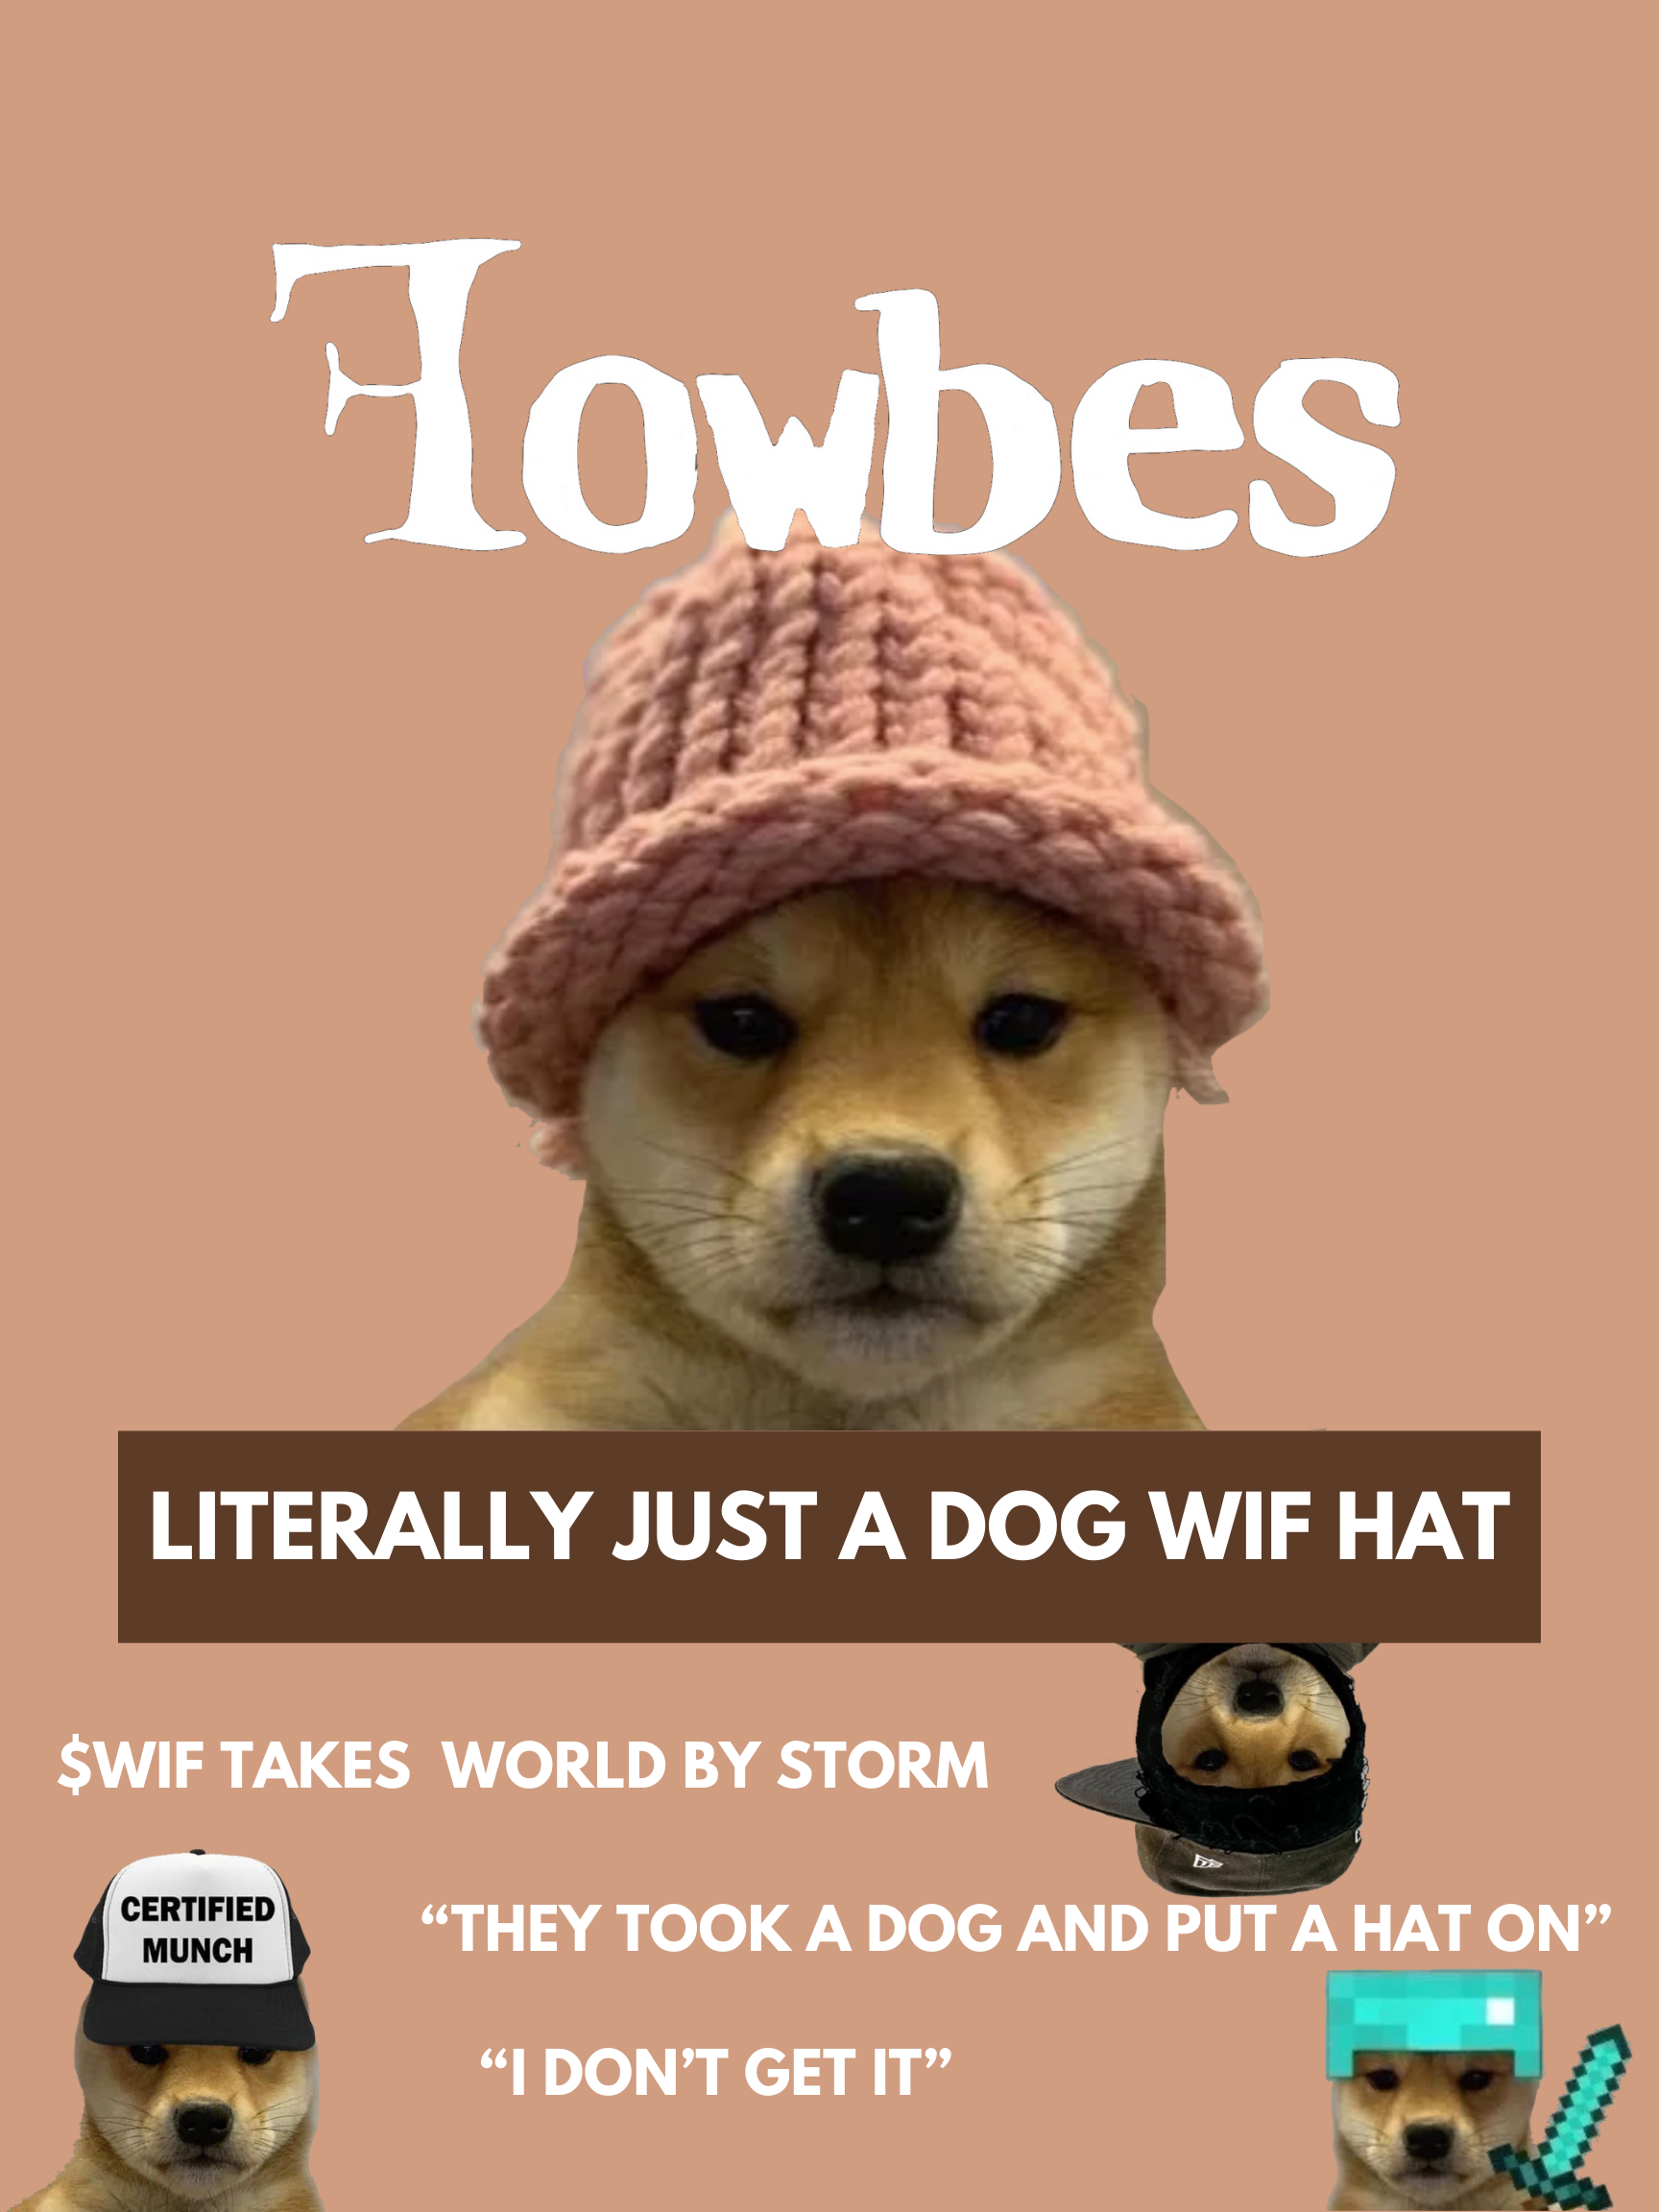 Fowbes
LITERALLY JUST A DOG WIF HAT
$WIF TAKES WORLD BY STORM
CERTIFIED
MUNCH
“THEY TOOK A DOG AND PUT A HAT ON”
“I DON’T GET IT”